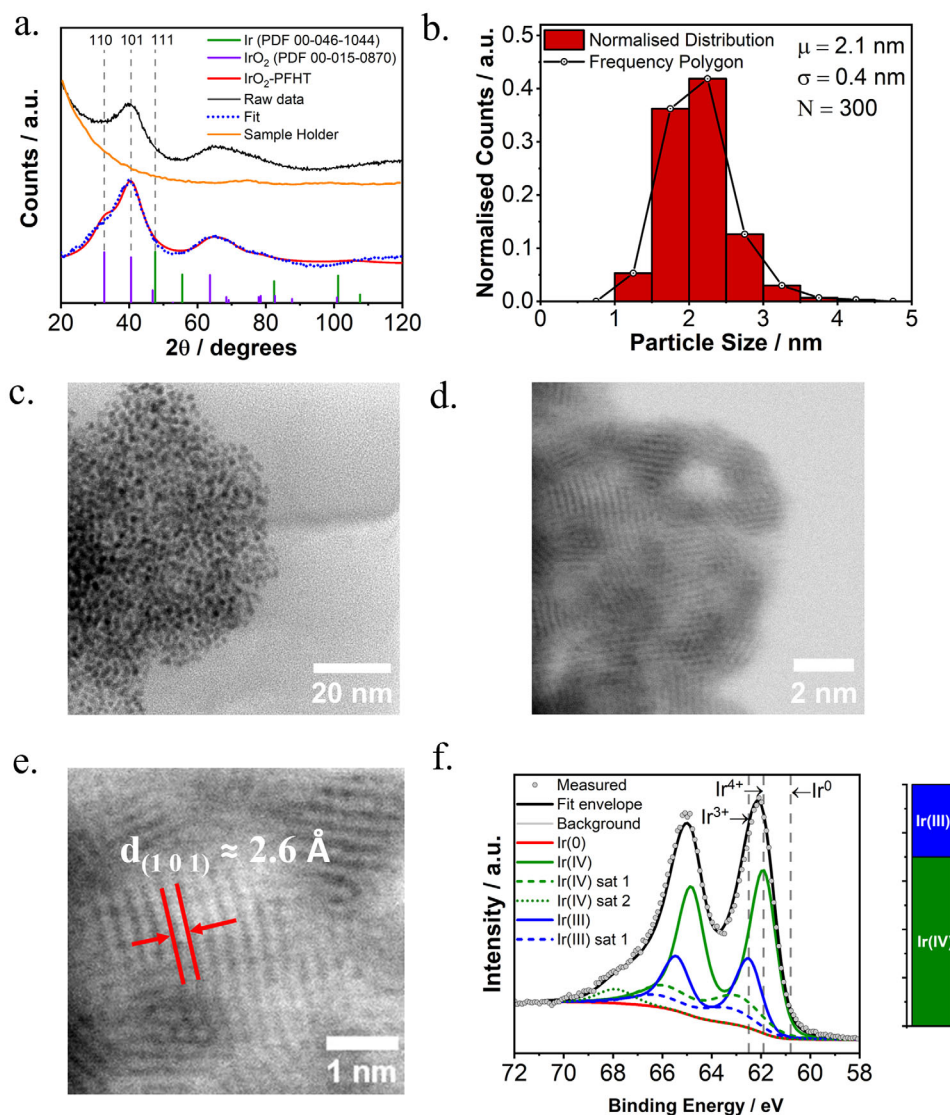 a.
110 101 111
Ir (PDF 00-046-1044)
IrO₂ (PDF 00-015-0870)
IrO₂-PFHT
Raw data
Fit
Sample Holder
Counts / a.u.
20 40 60 80 100 120
2θ / degrees
b.
Normalised Distribution
Frequency Polygon
μ = 2.1 nm
σ = 0.4 nm
N = 300
Normalised Counts / a.u.
0.5
0.4
0.3
0.2
0.1
0.0
0 1 2 3 4 5
Particle Size / nm
c.
20 nm
d.
2 nm
e.
d(1 0 1) ≈ 2.6 Å
1 nm
f.
Measured
Fit envelope
Background
Ir(0)
Ir(IV)
Ir(IV) sat 1
Ir(IV) sat 2
Ir(III)
Ir(III) sat 1
Ir⁴⁺
Ir³⁺
Ir⁰
Intensity / a.u.
72 70 68 66 64 62 60 58
Binding Energy / eV
Ir(III)
Ir(IV)